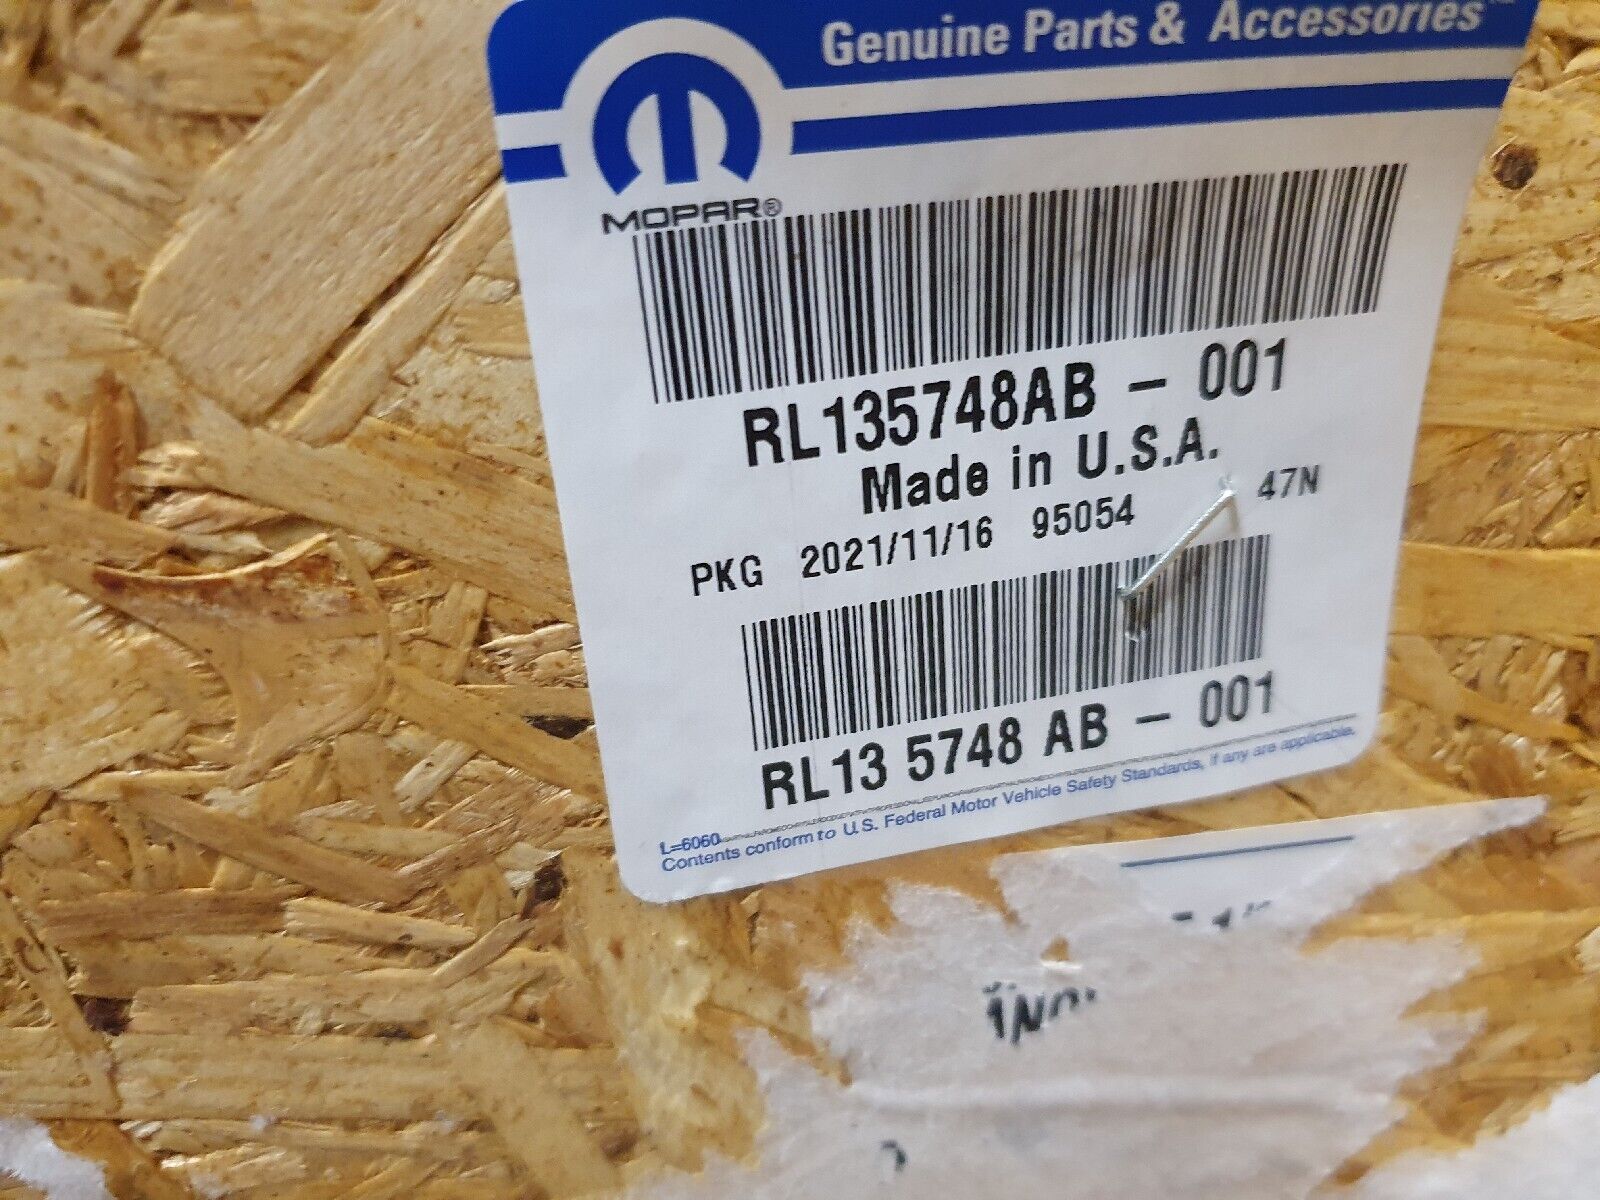 Genuine Parts & Accessories
MOPAR®
RL135748AB - 001
Made in U.S.A.
PKG 2021/11/16 95054 47N
RL13 5748 AB - 001
L=6060
Contents conform to U.S. Federal Motor Vehicle Safety Standards, if any are applicable.